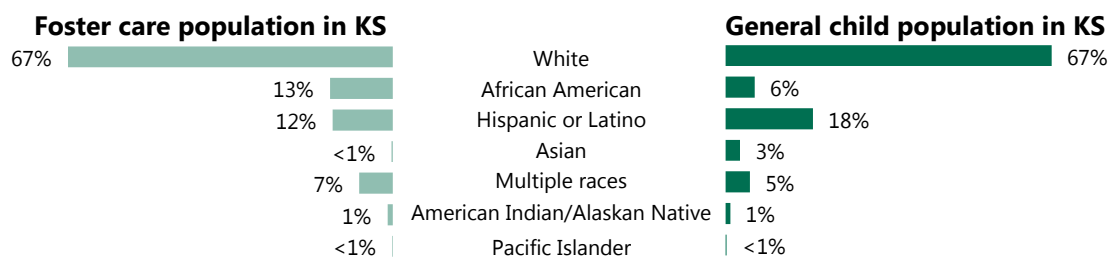 Foster care population in KS General child population in KS
67% White 67%
13% African American 6%
12% Hispanic or Latino 18%
<1% Asian 3%
7% Multiple races 5%
1% American Indian/Alaskan Native 1%
<1% Pacific Islander <1%